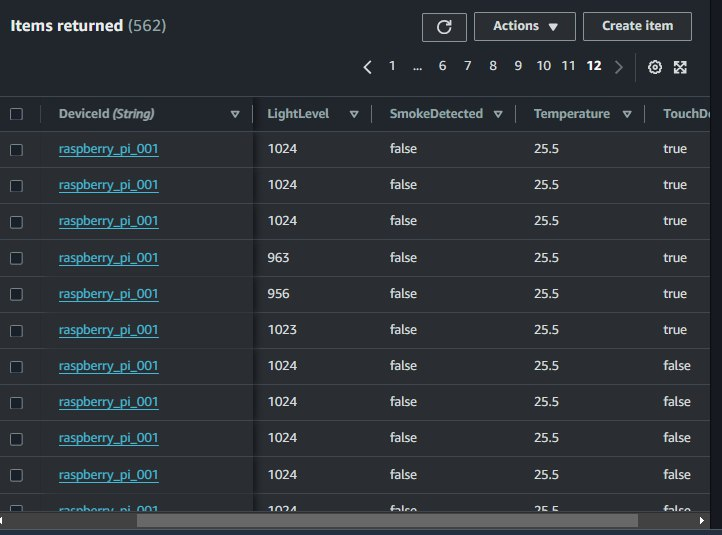 Items returned (562) Actions Create item
1 ... 6 7 8 9 10 11 12
DeviceId (String) LightLevel SmokeDetected Temperature TouchDe
raspberry_pi_001 1024 false 25.5 true
raspberry_pi_001 1024 false 25.5 true
raspberry_pi_001 1024 false 25.5 true
raspberry_pi_001 963 false 25.5 true
raspberry_pi_001 956 false 25.5 true
raspberry_pi_001 1023 false 25.5 true
raspberry_pi_001 1024 false 25.5 false
raspberry_pi_001 1024 false 25.5 false
raspberry_pi_001 1024 false 25.5 false
raspberry_pi_001 1024 false 25.5 false
raspberry_pi_001 1024 false 25.5 false